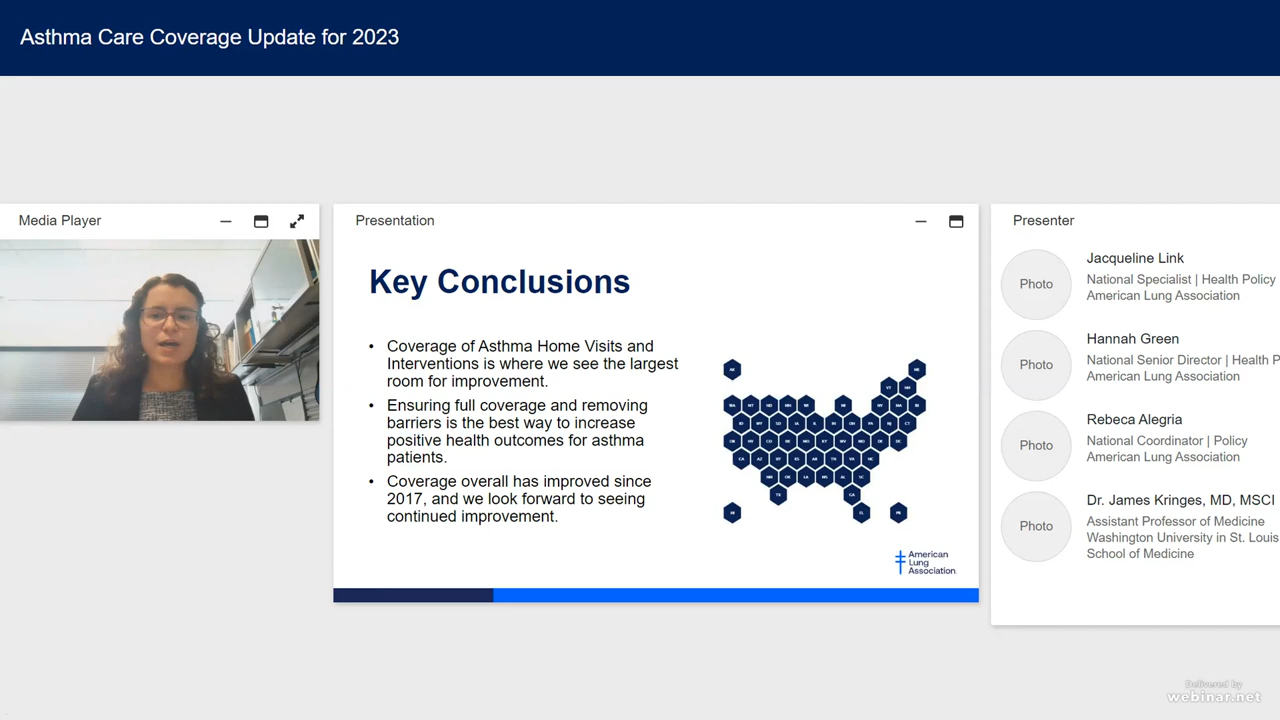 Asthma Care Coverage Update for 2023
Media Player
Presentation
Key Conclusions
• Coverage of Asthma Home Visits and
Interventions is where we see the largest
room for improvement.
• Ensuring full coverage and removing
barriers is the best way to increase
positive health outcomes for asthma
patients.
• Coverage overall has improved since
2017, and we look forward to seeing
continued improvement.
American
Lung
Association
Presenter
Photo
Jacqueline Link
National Specialist | Health Policy
American Lung Association
Photo
Hannah Green
National Senior Director | Health P
American Lung Association
Photo
Rebeca Alegria
National Coordinator | Policy
American Lung Association
Photo
Dr. James Kringes, MD, MSCI
Assistant Professor of Medicine
Washington University in St. Louis
School of Medicine
Delivered by
webinar.net